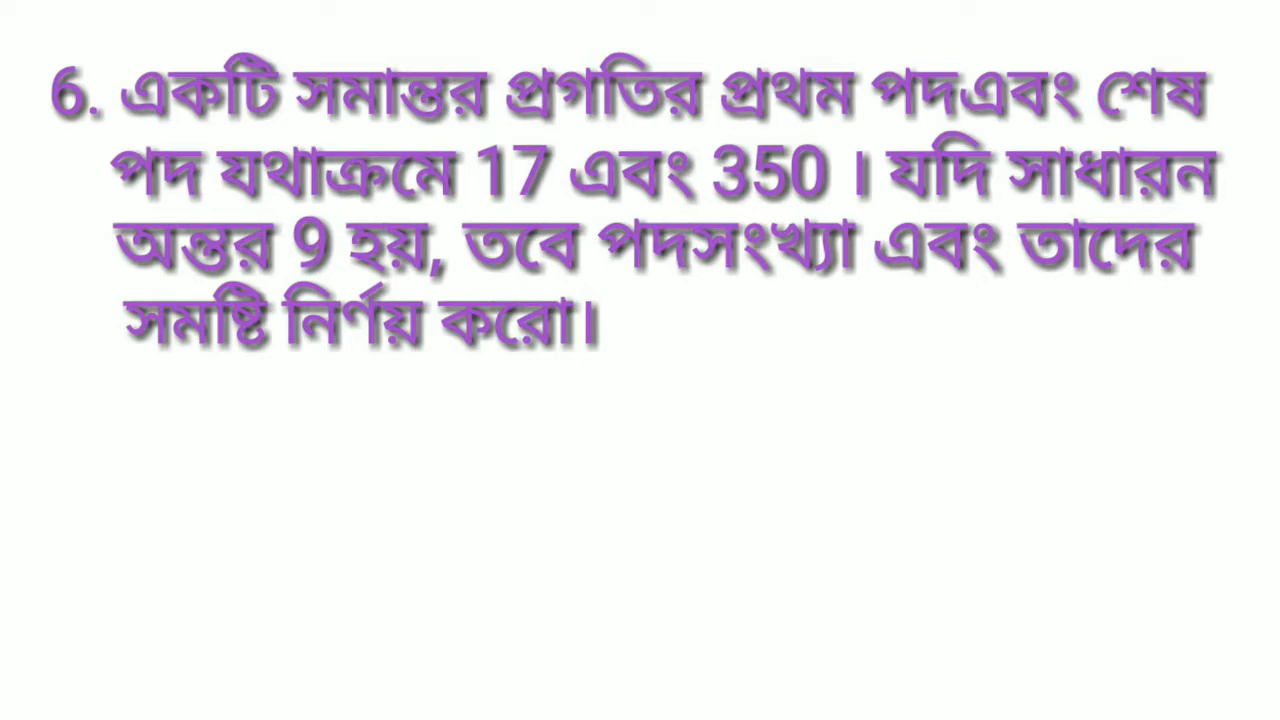 6. একটি সমান্তর প্রগতির প্রথম পদএবং শেষ
পদ যথাক্রমে 17 এবং 350 । যদি সাধারন
অন্তর 9 হয়, তবে পদসংখ্যা এবং তাদের
সমষ্টি নির্ণয় করো।